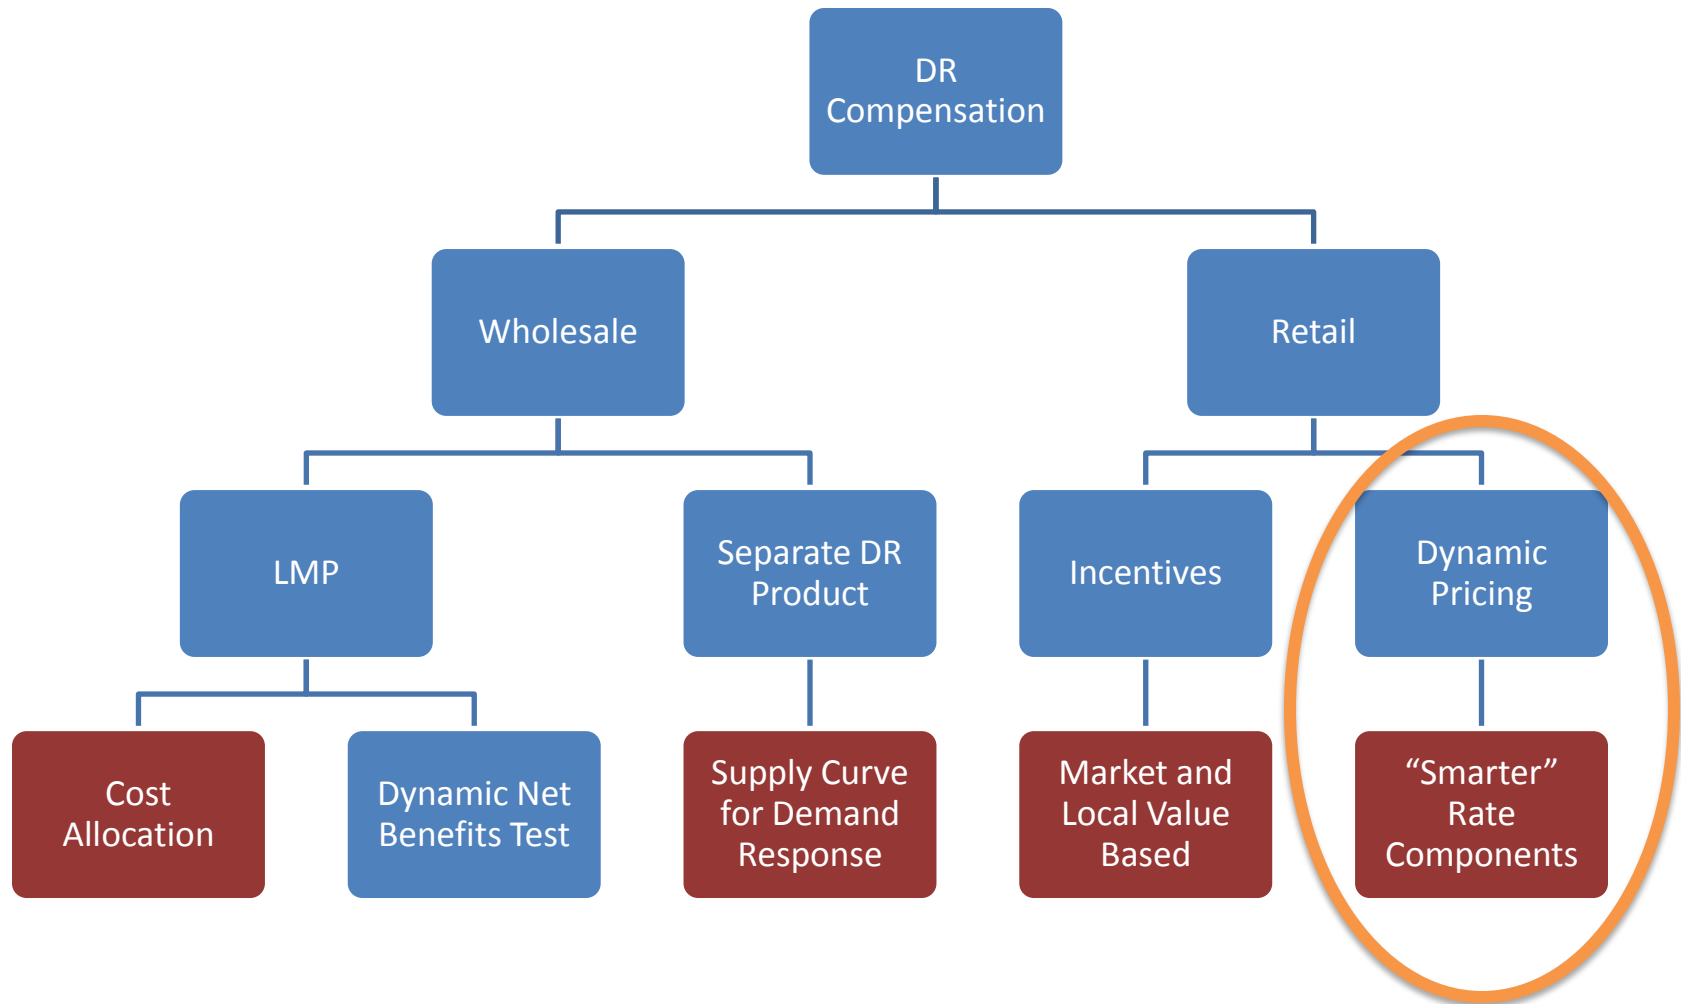 DR
Compensation
Wholesale
Retail
LMP
Separate DR
Product
Incentives
Dynamic
Pricing
Cost
Allocation
Dynamic Net
Benefits Test
Supply Curve
for Demand
Response
Market and
Local Value
Based
“Smarter”
Rate
Components